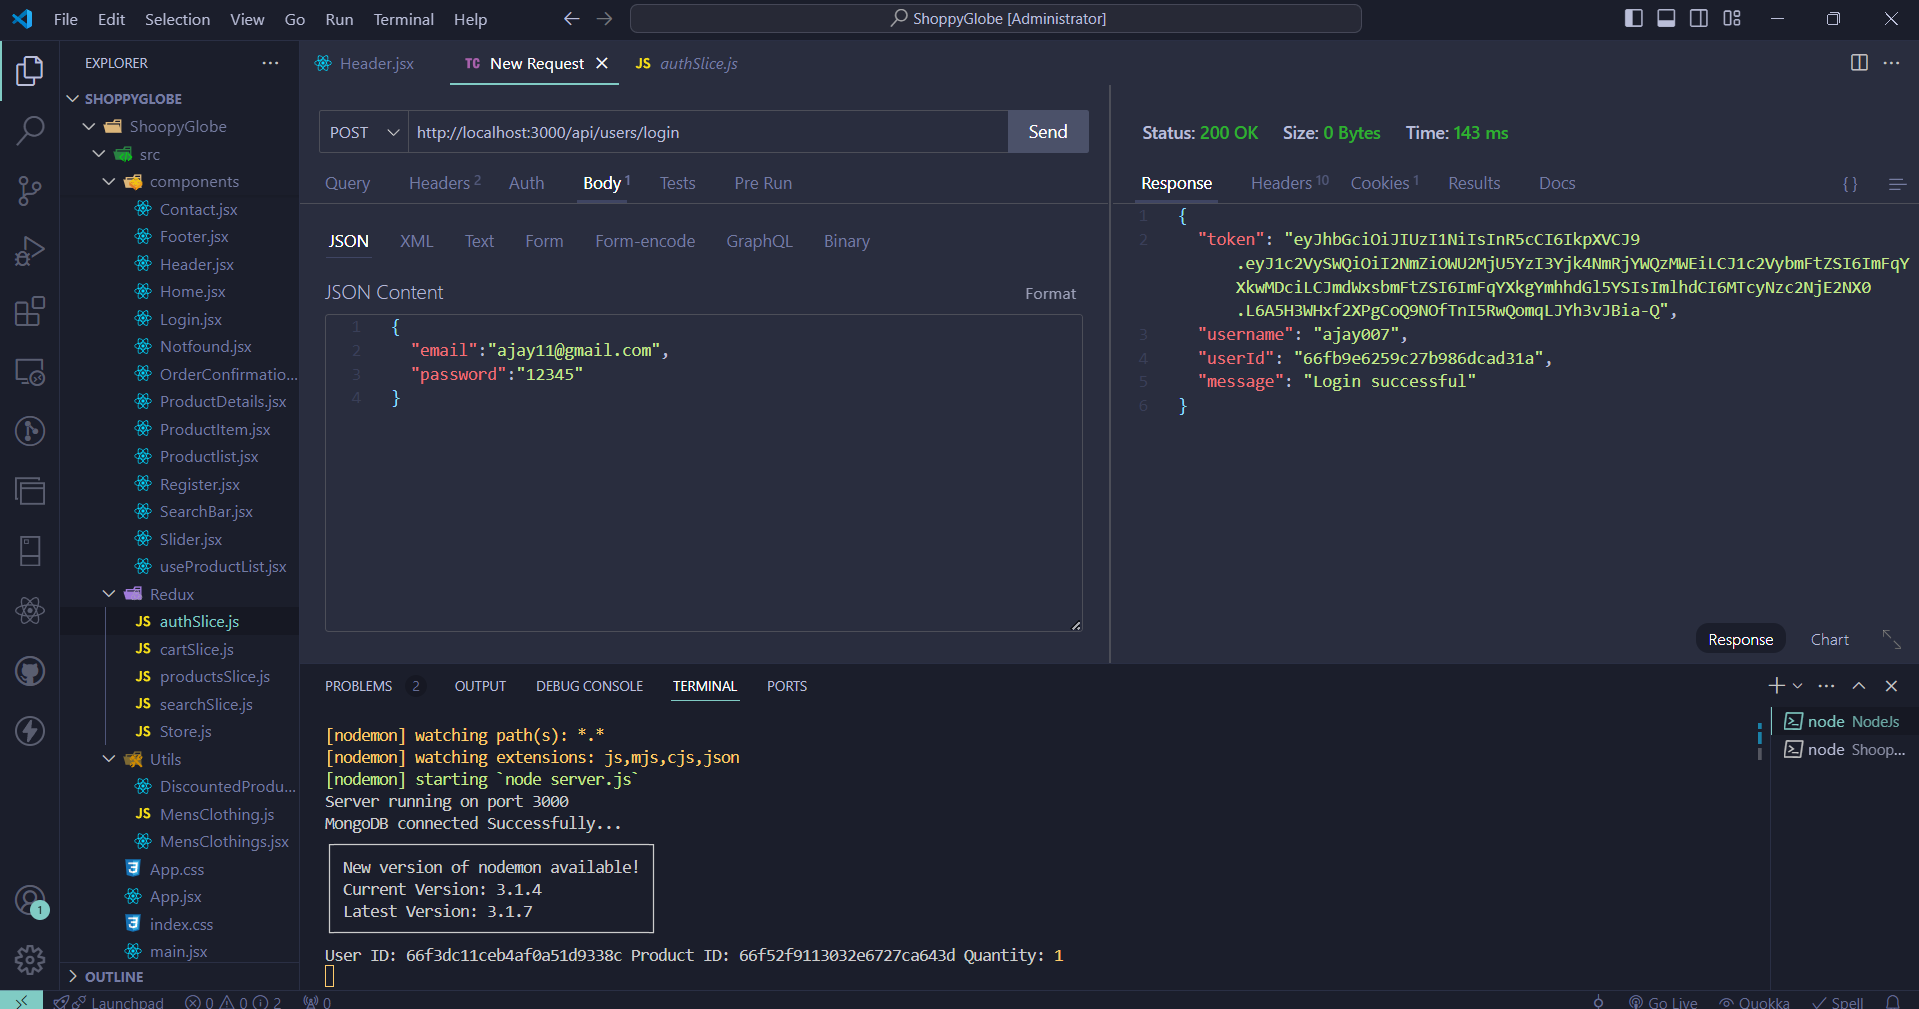 File Edit Selection View Go Run Terminal Help
ShoppyGlobe [Administrator]
EXPLORER
SHOPPYGLOBE
ShoopyGlobe
src
components
Contact.jsx
Footer.jsx
Header.jsx
Home.jsx
Login.jsx
Notfound.jsx
OrderConfirmatio...
ProductDetails.jsx
ProductItem.jsx
Productlist.jsx
Register.jsx
SearchBar.jsx
Slider.jsx
useProductList.jsx
Redux
JS authSlice.js
JS cartSlice.js
JS productsSlice.js
JS searchSlice.js
JS Store.js
Utils
DiscountedProdu...
JS MensClothing.js
MensClothings.jsx
App.css
App.jsx
index.css
main.jsx
OUTLINE
1
Header.jsx
TC New Request
JS authSlice.js
POST http://localhost:3000/api/users/login Send
Query Headers 2 Auth Body 1 Tests Pre Run
JSON XML Text Form Form-encode GraphQL Binary
JSON Content Format
1 {
2 "email":"ajay11@gmail.com",
3 "password":"12345"
4 }
Status: 200 OK Size: 0 Bytes Time: 143 ms
Response Headers 10 Cookies 1 Results Docs { }
1 {
2 "token": "eyJhbGciOiJIUzI1NiIsInR5cCI6IkpXVCJ9
.eyJ1c2VySWQiOiI2NmZiOWU2MjU5YzI3Yjk4NmRjYWQzMWEiLCJ1c2VybmFtZSI6ImFqY
XkwMDciLCJmdWxsbmFtZSI6ImFqYXkgYmhhdGl5YSIsImlhdCI6MTcyNzc2NjE2NX0
.L6A5H3WHxf2XPgCoQ9NOfTnI5RwQomqLJYh3vJBia-Q",
3 "username": "ajay007",
4 "userId": "66fb9e6259c27b986dcad31a",
5 "message": "Login successful"
6 }
Response Chart
PROBLEMS 2 OUTPUT DEBUG CONSOLE TERMINAL PORTS
[nodemon] watching path(s): *.*
[nodemon] watching extensions: js,mjs,cjs,json
[nodemon] starting `node server.js`
Server running on port 3000
MongoDB connected Successfully...
New version of nodemon available!
Current Version: 3.1.4
Latest Version: 3.1.7
User ID: 66f3dc11ceb4af0a51d9338c Product ID: 66f52f9113032e6727ca643d Quantity: 1
node NodeJs
node Shoop...
Launchpad 0 0 2 0 Go Live Quokka Spell